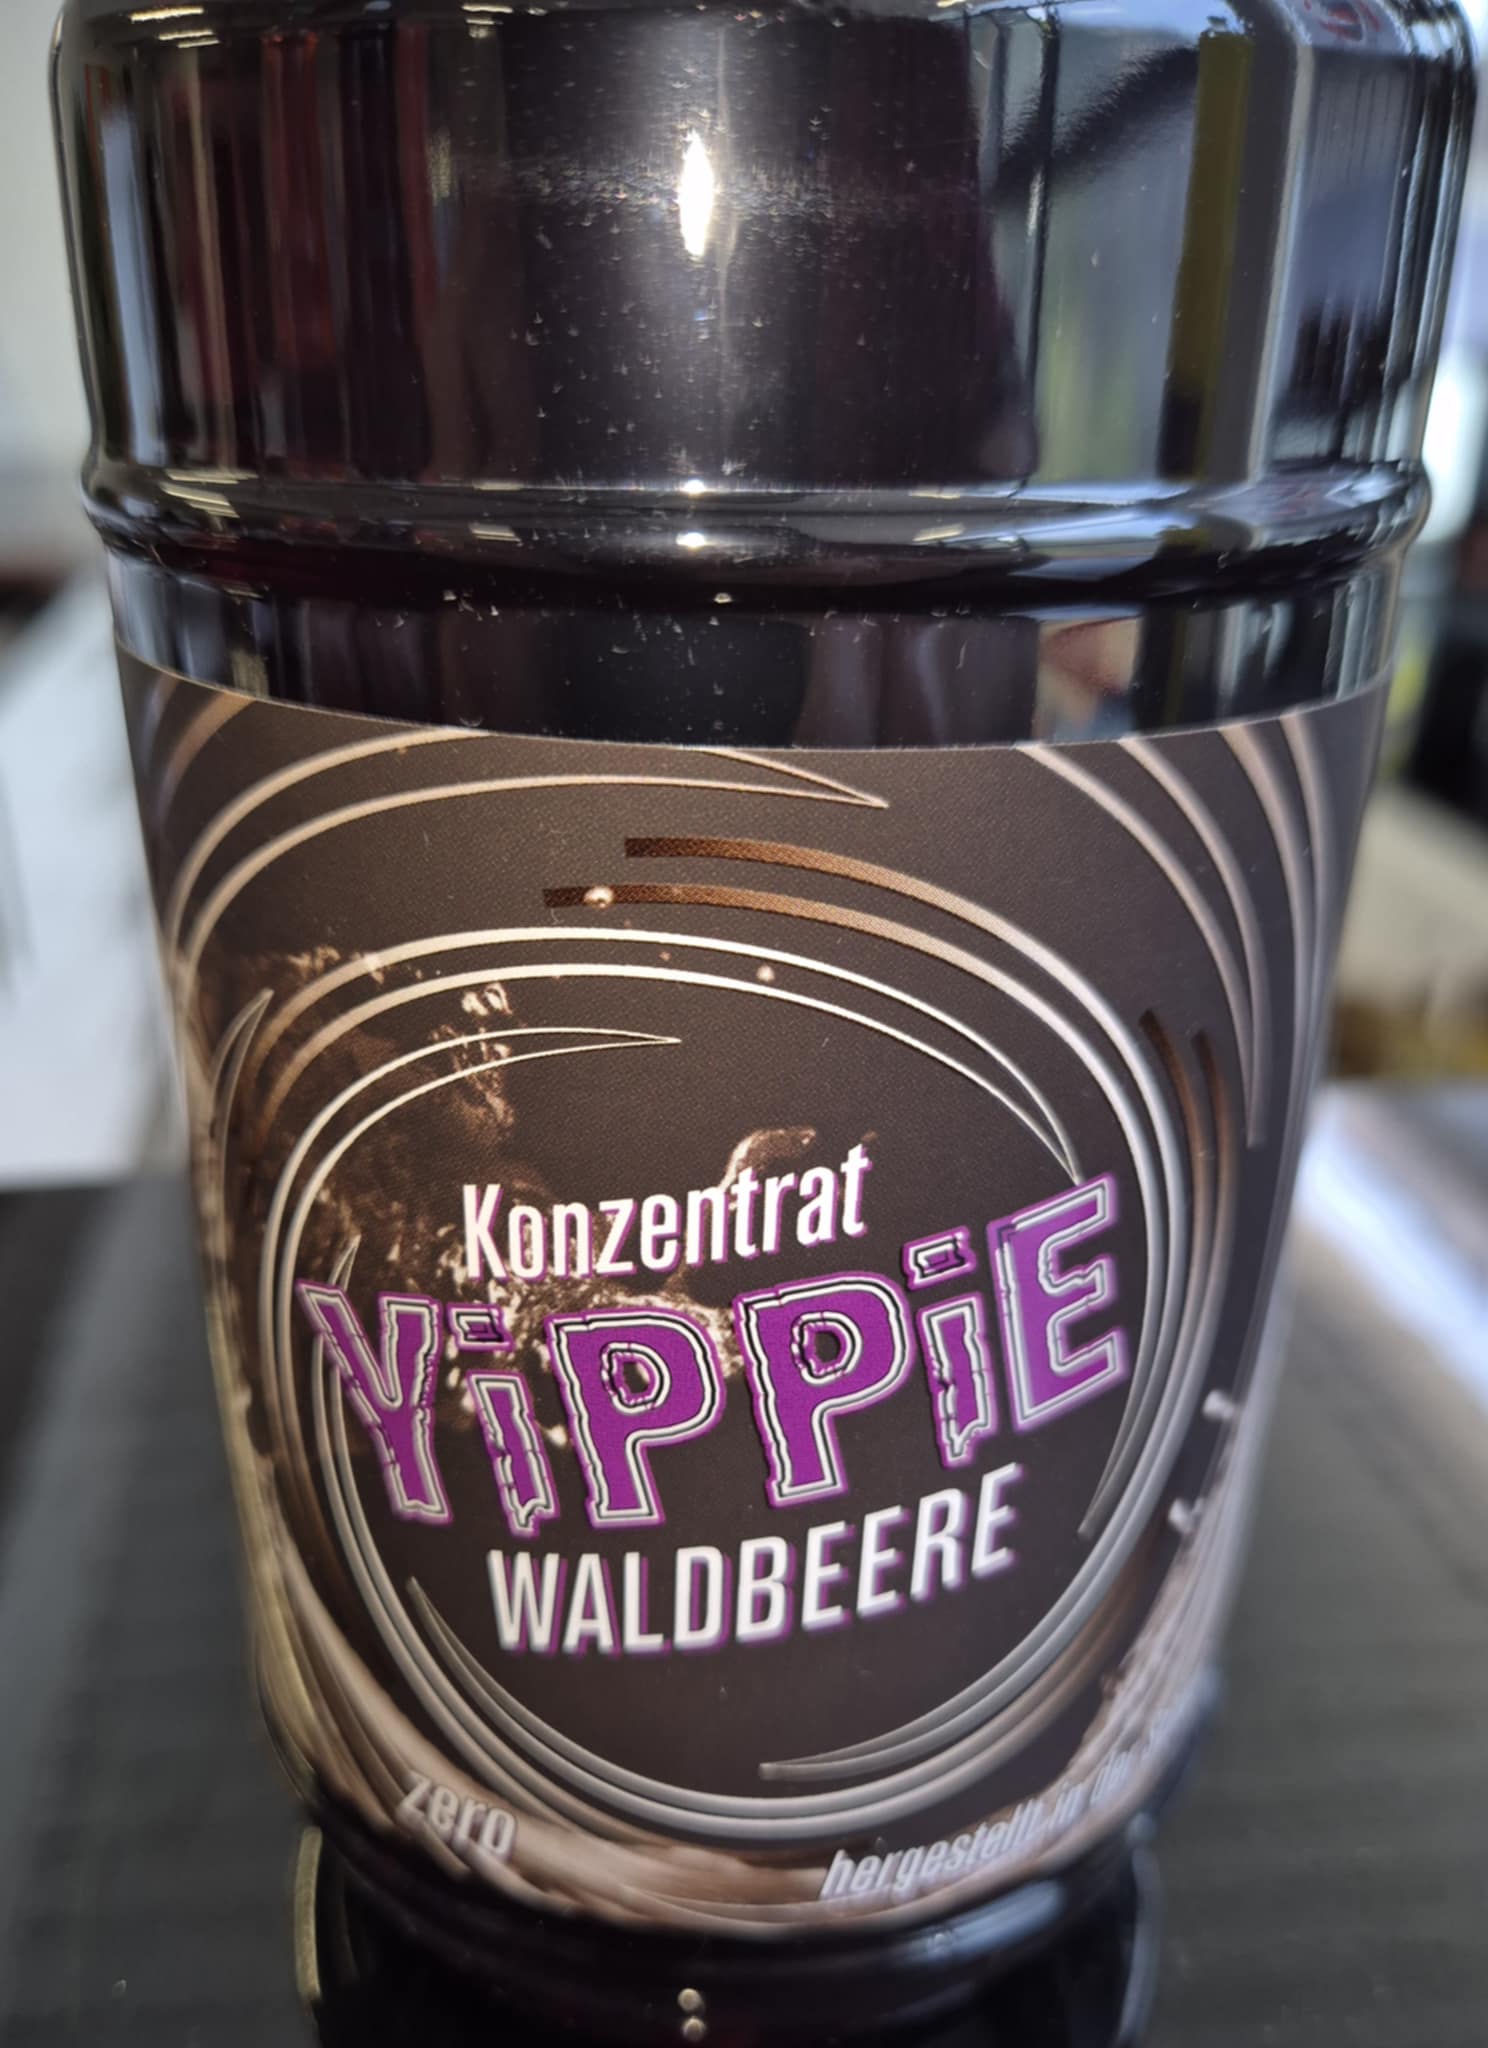 Konzentrat
YiPPiE
WALDBEERE
zero
hergestellt in der